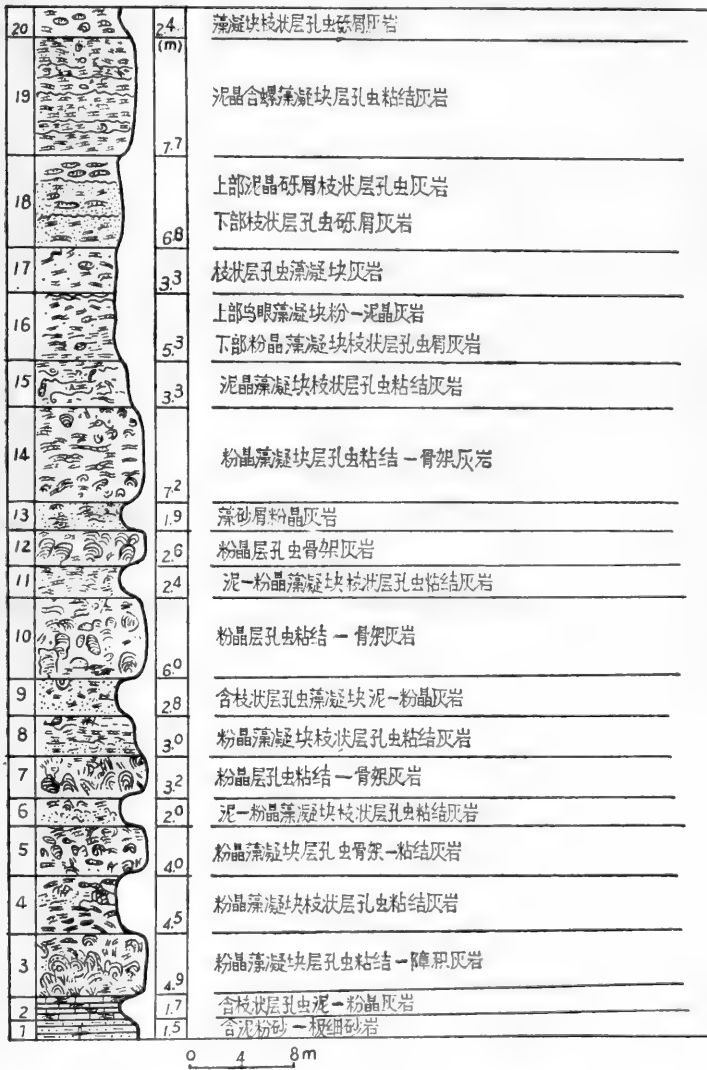 20 2.4 藻凝块枝状孔虫砾屑灰岩
(m)
19 7.7 泥晶含螺藻凝块层孔虫粘结灰岩
18 6.8 上部泥晶砾屑枝状层孔虫灰岩
下部枝状层孔虫砾屑灰岩
17 3.3 枝状层孔虫藻凝块灰岩
16 5.3 上部鸟眼藻凝块粉—泥晶灰岩
下部粉晶藻凝块枝状层孔虫屑灰岩
15 3.3 泥晶藻凝块枝状层孔虫粘结灰岩
14 7.2 粉晶藻凝块层孔虫粘结—骨架灰岩
13 1.9 藻砂屑粉晶灰岩
12 2.6 粉晶层孔虫骨架灰岩
11 2.4 泥—粉晶藻凝块枝状层孔虫粘结灰岩
10 6.0 粉晶层孔虫粘结—骨架灰岩
9 2.8 含枝状层孔虫藻凝块泥—粉晶灰岩
8 3.0 粉晶藻凝块枝状层孔虫粘结灰岩
7 3.2 粉晶层孔虫粘结—骨架灰岩
6 2.0 泥—粉晶藻凝块枝状层孔虫粘结灰岩
5 4.0 粉晶藻凝块层孔虫骨架—粘结灰岩
4 4.5 粉晶藻凝块枝状层孔虫粘结灰岩
3 4.9 粉晶藻凝块层孔虫粘结—障积灰岩
2 1.7 含枝状层孔虫泥—粉晶灰岩
1 1.5 含泥粉砂—极细砂岩
0 4 8m